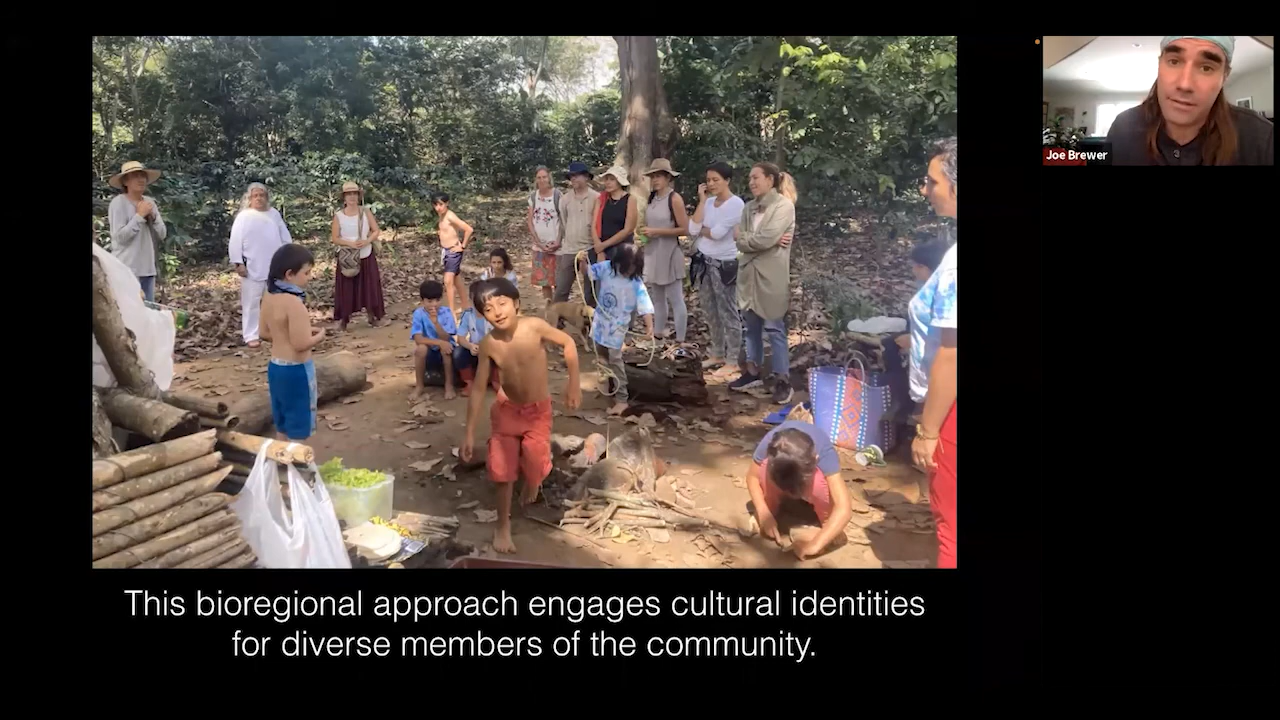 Joe Brewer
This bioregional approach engages cultural identities
for diverse members of the community.